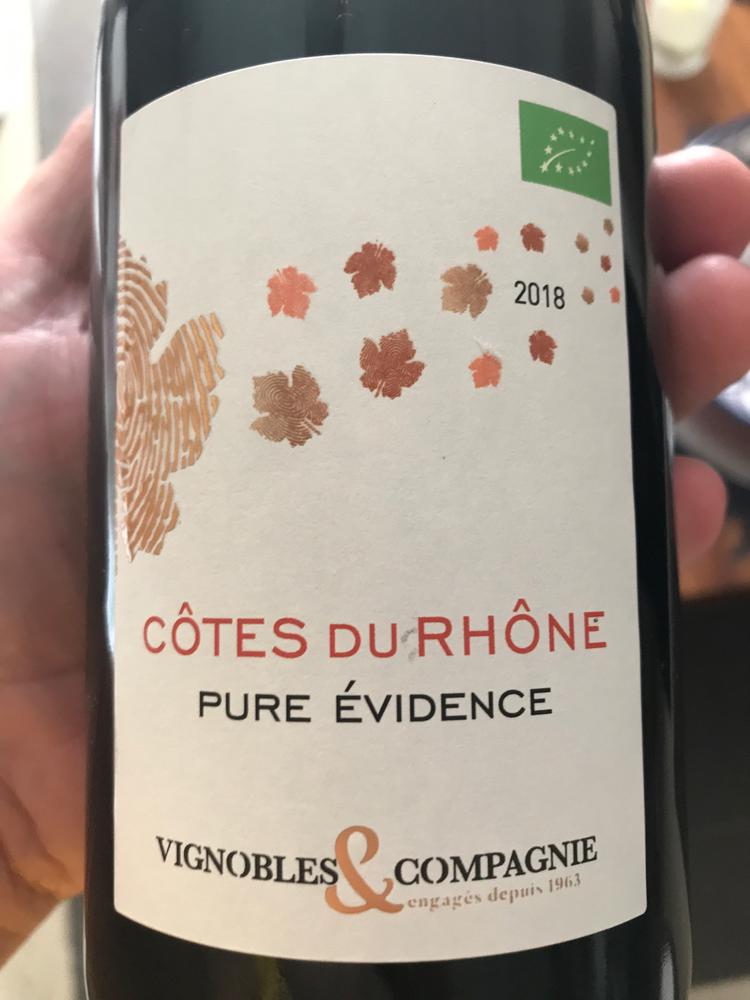 2018
CÔTES DU RHÔNE
PURE ÉVIDENCE
VIGNOBLES & COMPAGNIE
engagés depuis 1963